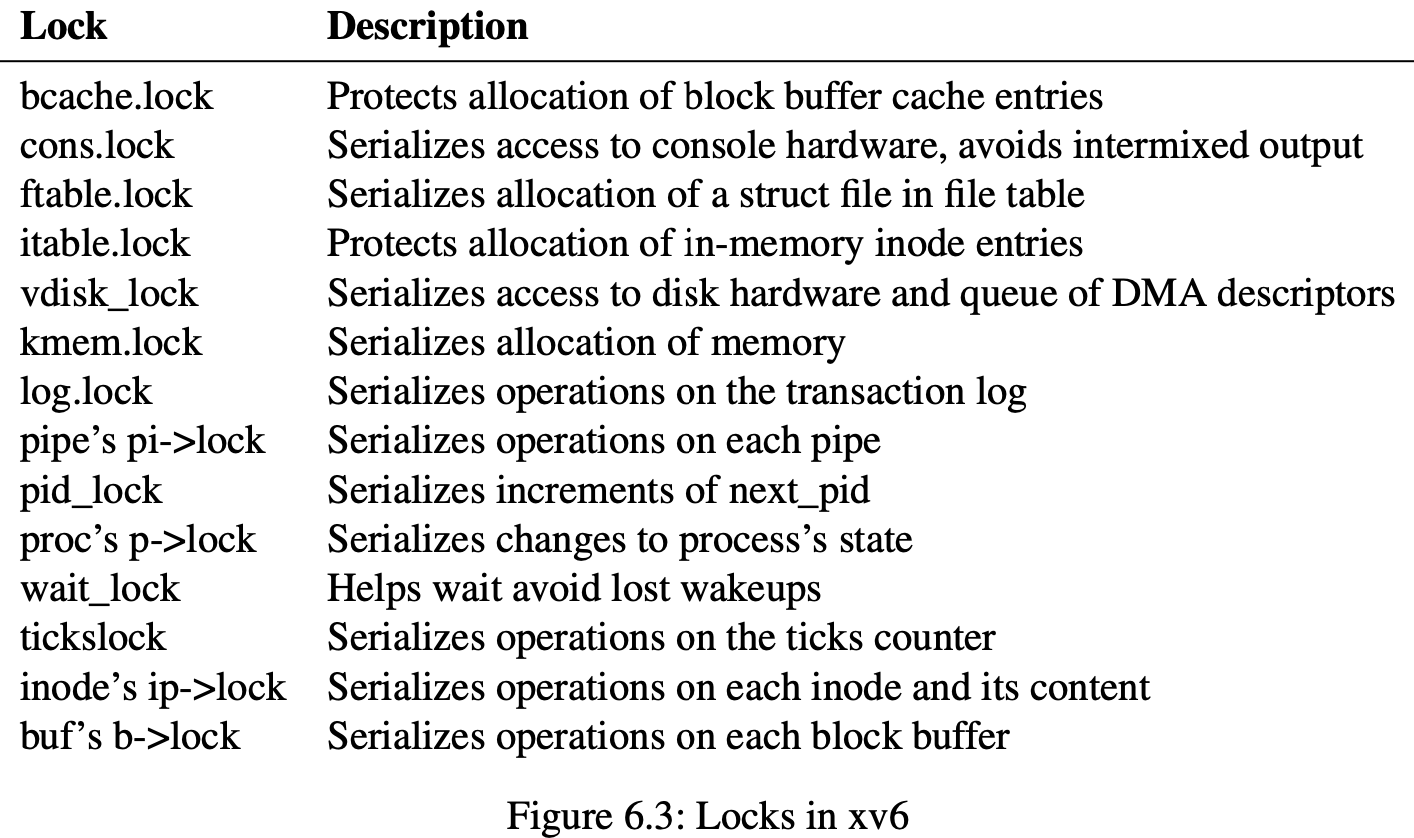 Lock Description
bcache.lock Protects allocation of block buffer cache entries
cons.lock Serializes access to console hardware, avoids intermixed output
ftable.lock Serializes allocation of a struct file in file table
itable.lock Protects allocation of in-memory inode entries
vdisk_lock Serializes access to disk hardware and queue of DMA descriptors
kmem.lock Serializes allocation of memory
log.lock Serializes operations on the transaction log
pipe’s pi->lock Serializes operations on each pipe
pid_lock Serializes increments of next_pid
proc’s p->lock Serializes changes to process’s state
wait_lock Helps wait avoid lost wakeups
tickslock Serializes operations on the ticks counter
inode’s ip->lock Serializes operations on each inode and its content
buf’s b->lock Serializes operations on each block buffer
Figure 6.3: Locks in xv6